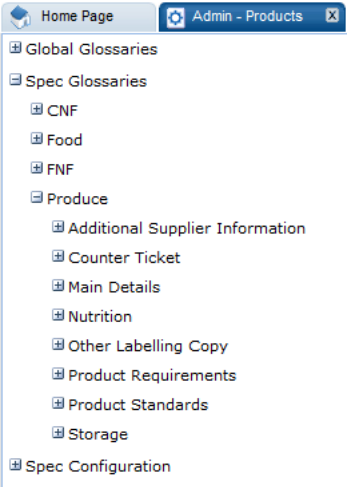 Home Page
Admin - Products
Global Glossaries
Spec Glossaries
CNF
Food
FNF
Produce
Additional Supplier Information
Counter Ticket
Main Details
Nutrition
Other Labelling Copy
Product Requirements
Product Standards
Storage
Spec Configuration